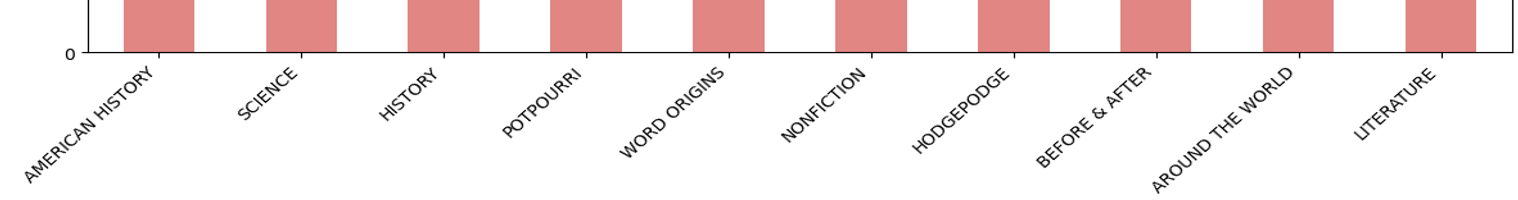 0
AMERICAN HISTORY
SCIENCE
HISTORY
POTPOURRI
WORD ORIGINS
NONFICTION
HODGEPODGE
BEFORE & AFTER
AROUND THE WORLD
LITERATURE